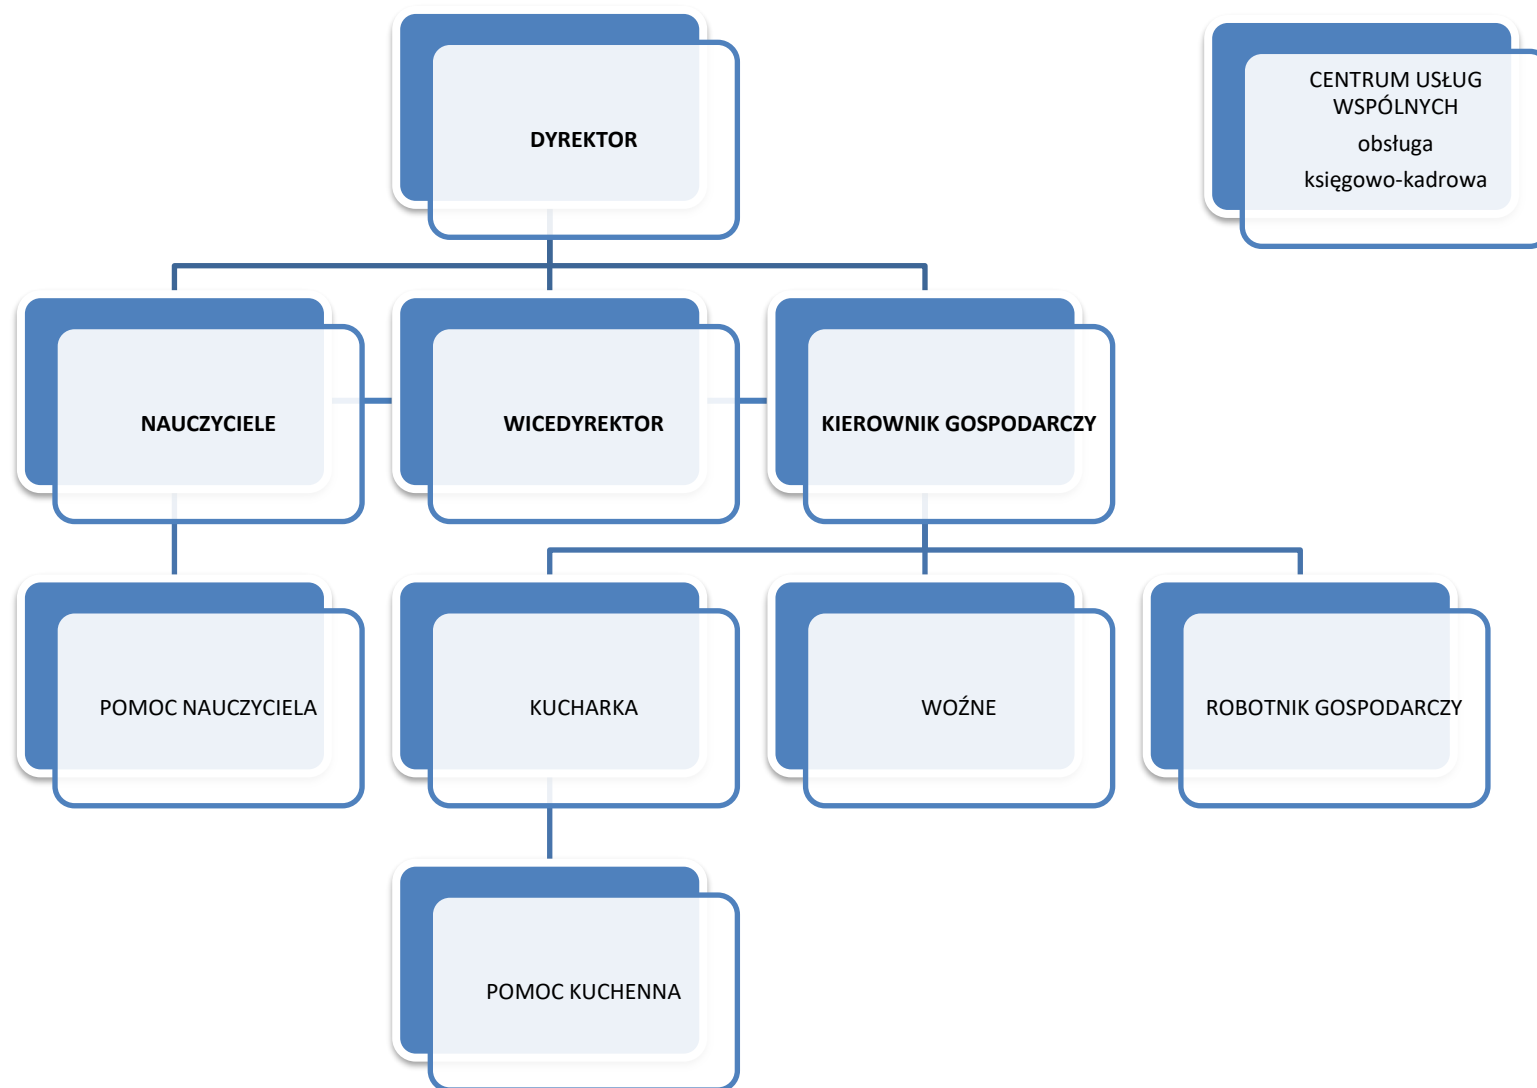 DYREKTOR
CENTRUM USŁUG
WSPÓLNYCH
obsługa
księgowo-kadrowa
NAUCZYCIELE
WICEDYREKTOR
KIEROWNIK GOSPODARCZY
POMOC NAUCZYCIELA
KUCHARKA
WOŹNE
ROBOTNIK GOSPODARCZY
POMOC KUCHENNA